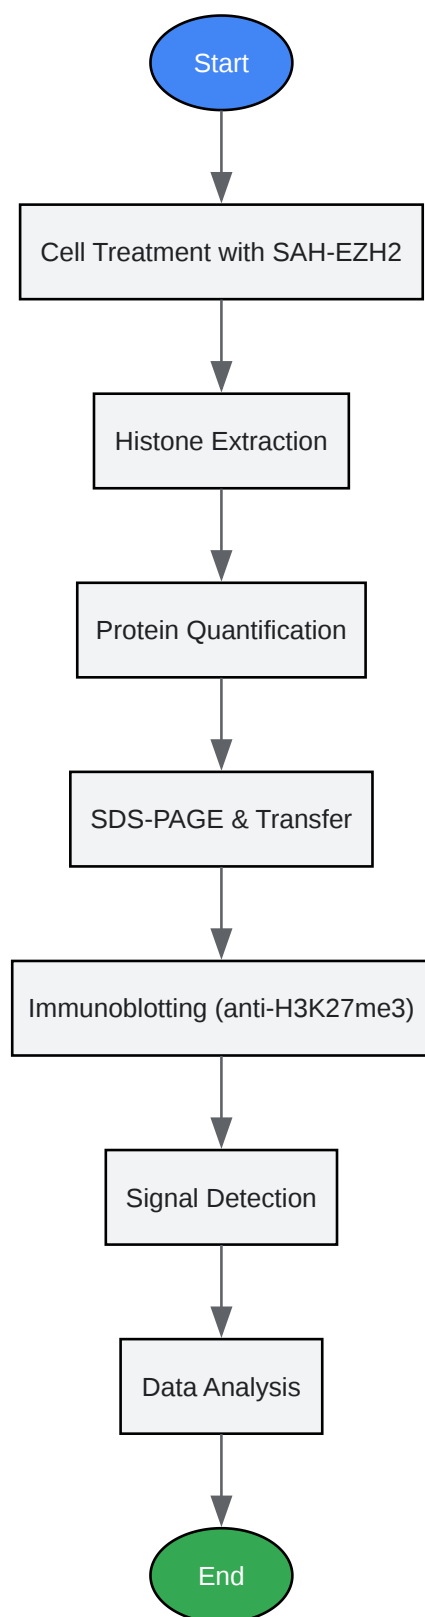 Start
Cell Treatment with SAH-EZH2
Histone Extraction
Protein Quantification
SDS-PAGE & Transfer
Immunoblotting (anti-H3K27me3)
Signal Detection
Data Analysis
End